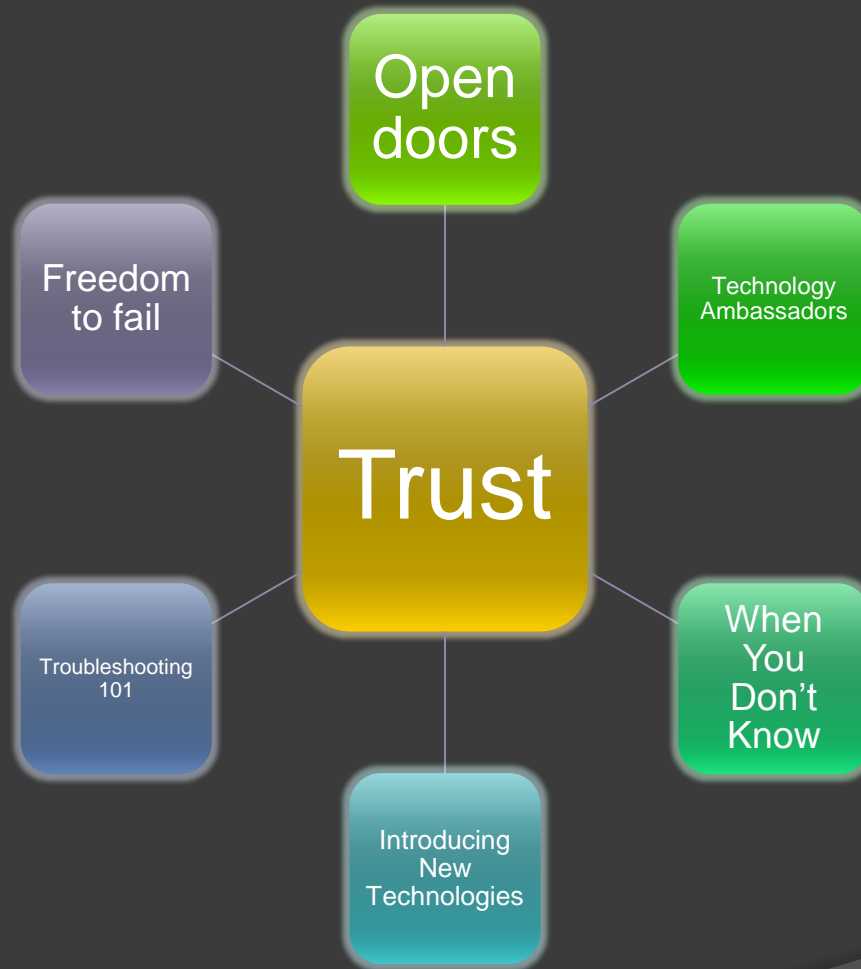 Open
doors
Technology
Ambassadors
Freedom
to fail
Trust
When
You
Don’t
Know
Troubleshooting
101
Introducing
New
Technologies